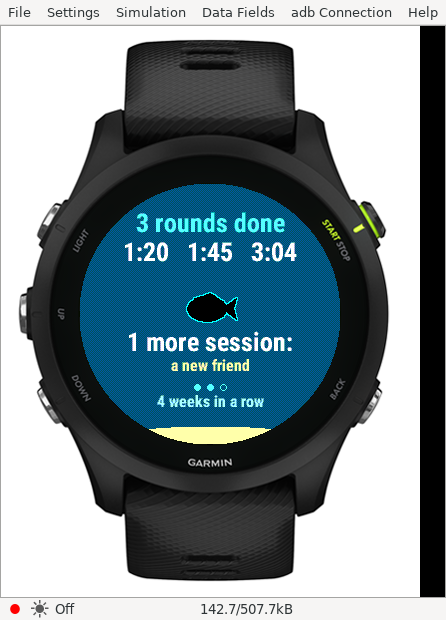 File Settings Simulation Data Fields adb Connection Help
3 rounds done
1:20 1:45 3:04
START STOP
LIGHT
UP
1 more session:
a new friend
DOWN
BACK
4 weeks in a row
GARMIN
Off 142.7/507.7kB